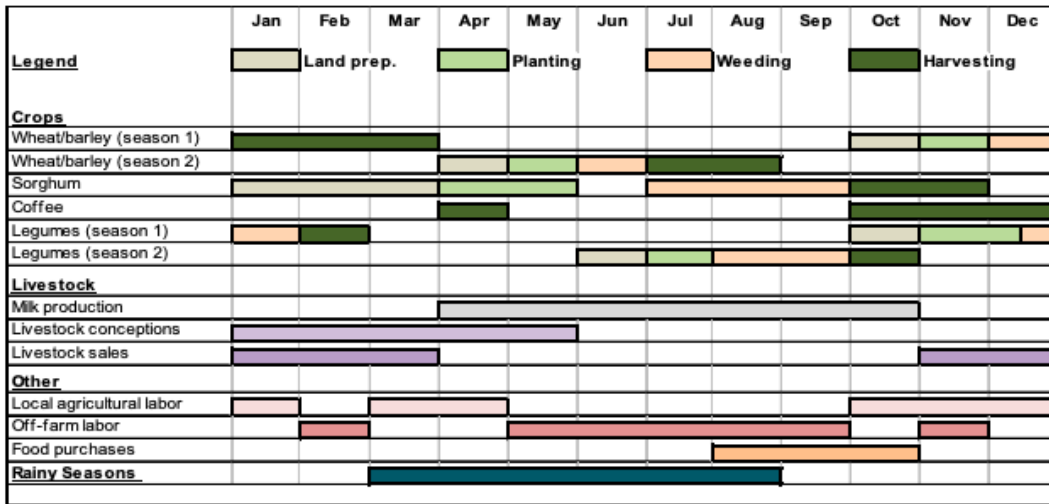 Jan Feb Mar Apr May Jun Jul Aug Sep Oct Nov Dec
Legend Land prep. Planting Weeding Harvesting
Crops
Wheat/barley (season 1)
Wheat/barley (season 2)
Sorghum
Coffee
Legumes (season 1)
Legumes (season 2)
Livestock
Milk production
Livestock conceptions
Livestock sales
Other
Local agricultural labor
Off-farm labor
Food purchases
Rainy Seasons